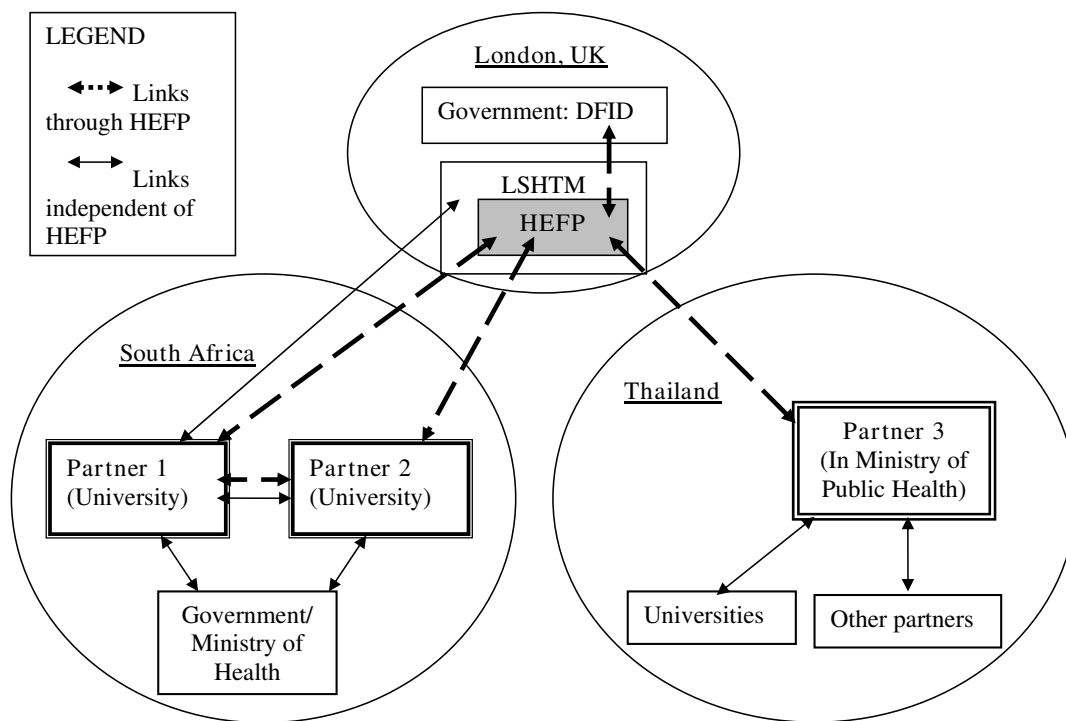 LEGEND
Links
through HEFP
Links
independent of
HEFP
London, UK
Government: DFID
LSHTM
HEFP
South Africa
Partner 1
(University)
Partner 2
(University)
Government/
Ministry of
Health
Thailand
Partner 3
(In Ministry of
Public Health)
Universities
Other partners